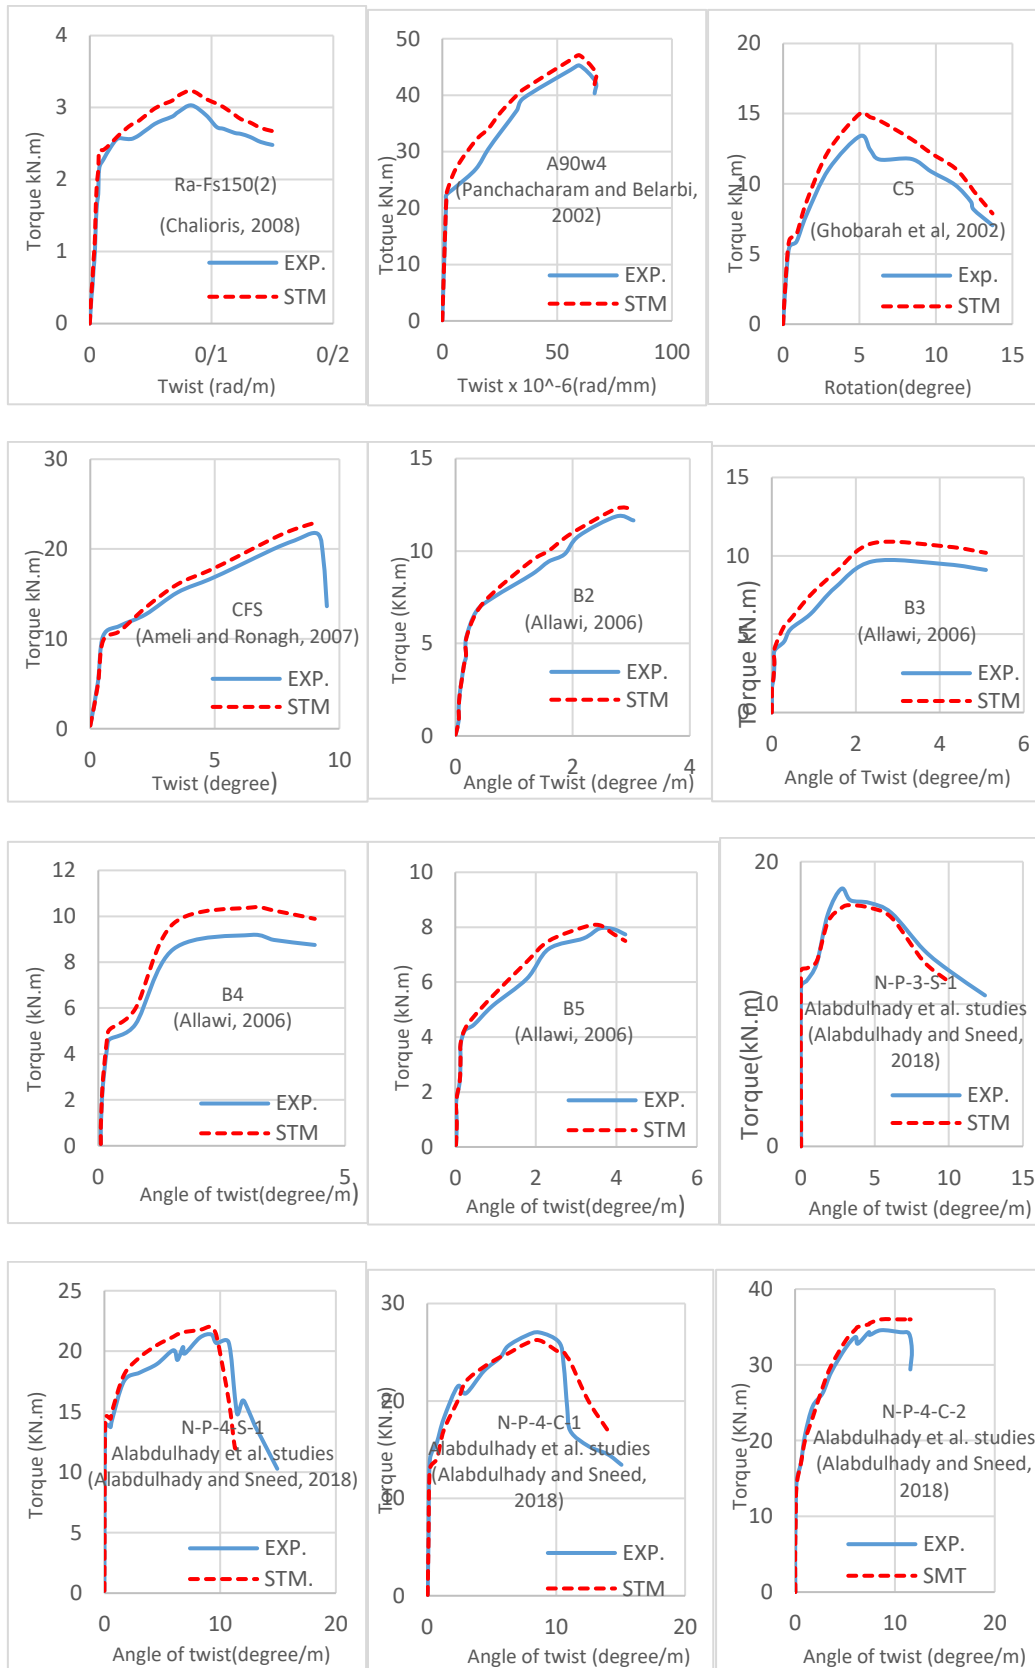 4
3
2
1
0
Torque kN.m
Ra-Fs150(2)
(Chalioris, 2008)
EXP.
STM
0
0/1
0/2
Twist (rad/m)
50
40
30
20
10
0
Totque kN.m
A90w4
(Panchacharam and Belarbi,
2002)
EXP.
STM
0
50
100
Twist x 10^-6(rad/mm)
20
15
10
5
0
Torque kN.m
C5
(Ghobarah et al, 2002)
Exp.
STM
0
5
10
15
Rotation(degree)
30
20
10
0
Torque kN.m
CFS
(Ameli and Ronagh, 2007)
EXP.
STM
0
5
10
Twist (degree)
15
10
5
0
Torque (KN.m)
B2
(Allawi, 2006)
EXP.
STM
0
2
4
Angle of Twist (degree /m)
15
10
5
0
Torque kN.m)
B3
(Allawi, 2006)
EXP.
STM
0
2
4
6
Angle of Twist (degree/m)
12
10
8
6
4
2
0
Torque (kN.m)
B4
(Allawi, 2006)
EXP.
STM
0
5
Angle of twist(degree/m)
10
8
6
4
2
0
Torque (kN.m)
B5
(Allawi, 2006)
EXP.
STM
0
2
4
6
Angle of twist(degree/m)
20
10
0
Torque(kN.m)
N-P-3-S-1
Alabdulhady et al. studies
(Alabdulhady and Sneed,
2018)
EXP.
STM
0
5
10
15
Angle of twist (degree/m)
25
20
15
10
5
0
Torque (KN.m)
N-P-4-S-1
Alabdulhady et al. studies
(Alabdulhady and Sneed, 2018)
EXP.
STM.
0
10
20
Angle of twist(degree/m)
30
20
10
0
Torque (KN.m)
N-P-4-C-1
Alabdulhady et al. studies
(Alabdulhady and Sneed,
2018)
EXP.
STM
0
10
20
Angle of twist(degree/m)
40
30
20
10
0
Torque (KN.m)
N-P-4-C-2
Alabdulhady et al. studies
(Alabdulhady and Sneed,
2018)
EXP.
SMT
0
10
20
Angle of twist(degree/m)